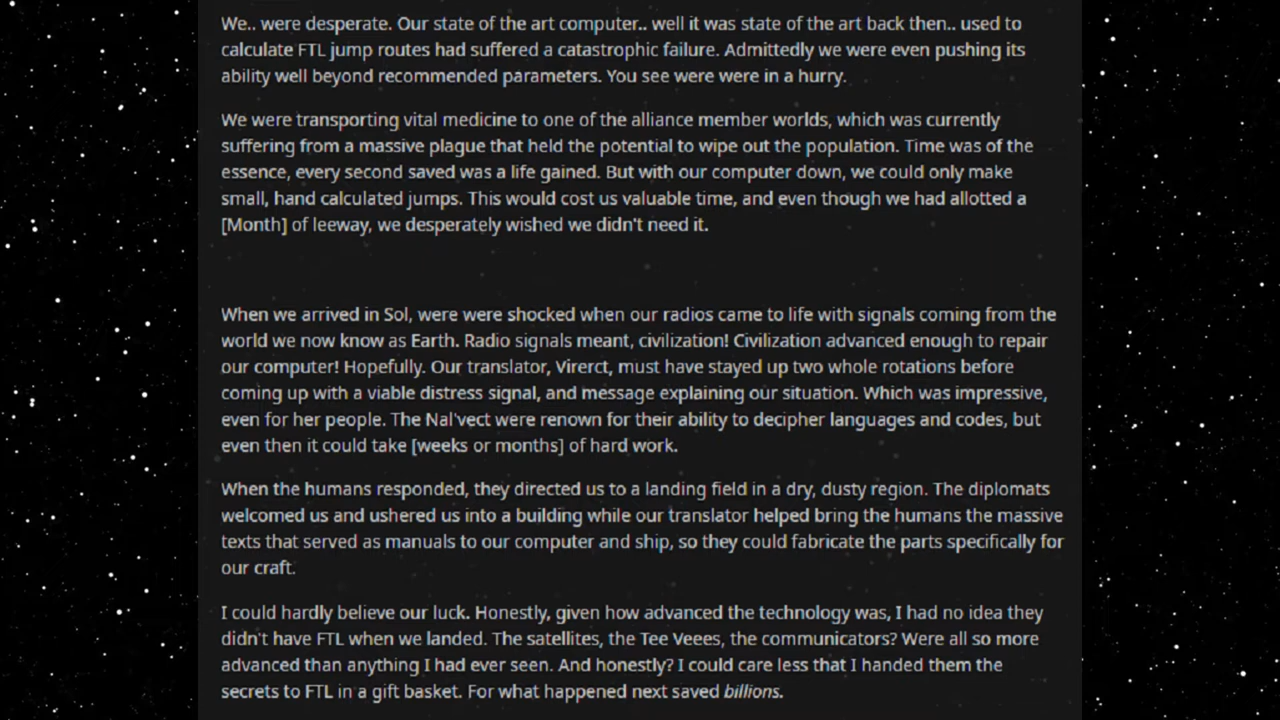 We.. were desperate. Our state of the art computer.. well it was state of the art back then.. used to
calculate FTL jump routes had suffered a catastrophic failure. Admittedly we were even pushing its
ability well beyond recommended parameters. You see were were in a hurry.
We were transporting vital medicine to one of the alliance member worlds, which was currently
suffering from a massive plague that held the potential to wipe out the population. Time was of the
essence, every second saved was a life gained. But with our computer down, we could only make
small, hand calculated jumps. This would cost us valuable time, and even though we had allotted a
[Month] of leeway, we desperately wished we didn't need it.
When we arrived in Sol, were were shocked when our radios came to life with signals coming from the
world we now know as Earth. Radio signals meant, civilization! Civilization advanced enough to repair
our computer! Hopefully. Our translator, Virerct, must have stayed up two whole rotations before
coming up with a viable distress signal, and message explaining our situation. Which was impressive,
even for her people. The Nal'vect were renown for their ability to decipher languages and codes, but
even then it could take [weeks or months] of hard work.
When the humans responded, they directed us to a landing field in a dry, dusty region. The diplomats
welcomed us and ushered us into a building while our translator helped bring the humans the massive
texts that served as manuals to our computer and ship, so they could fabricate the parts specifically for
our craft.
I could hardly believe our luck. Honestly, given how advanced the technology was, I had no idea they
didn't have FTL when we landed. The satellites, the Tee Veees, the communicators? Were all so more
advanced than anything I had ever seen. And honestly? I could care less that I handed them the
secrets to FTL in a gift basket. For what happened next saved billions.